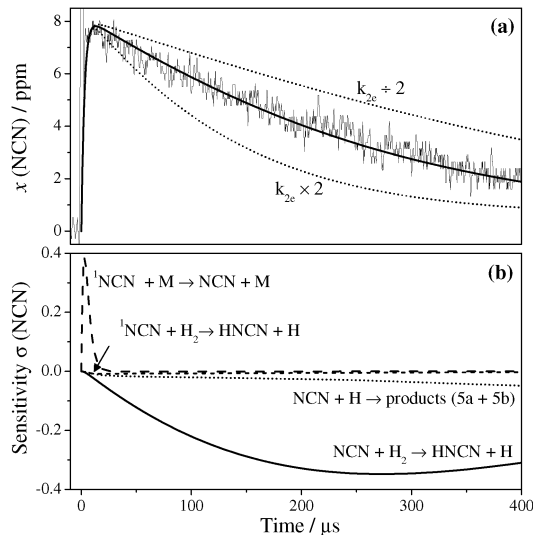 (a)
8
6
4
2
0
x (NCN) / ppm
k2e ÷ 2
k2e × 2
(b)
0.4
0.2
0.0
-0.2
-0.4
Sensitivity σ (NCN)
¹NCN + M → NCN + M
¹NCN + H₂→ HNCN + H
NCN + H → products (5a + 5b)
NCN + H₂ → HNCN + H
0 100 200 300 400
Time / µs